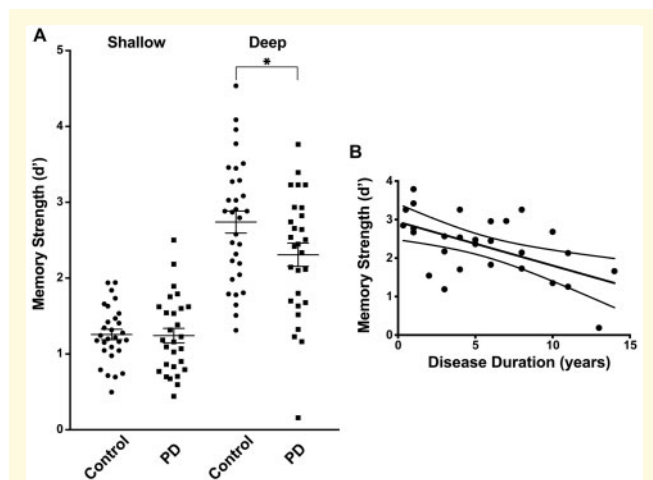 A
Shallow
Deep
*
5
4
3
2
1
0
Memory Strength (d')
Control
PD
Control
PD
B
4
3
2
1
0
Memory Strength (d')
0
5
10
15
Disease Duration (years)